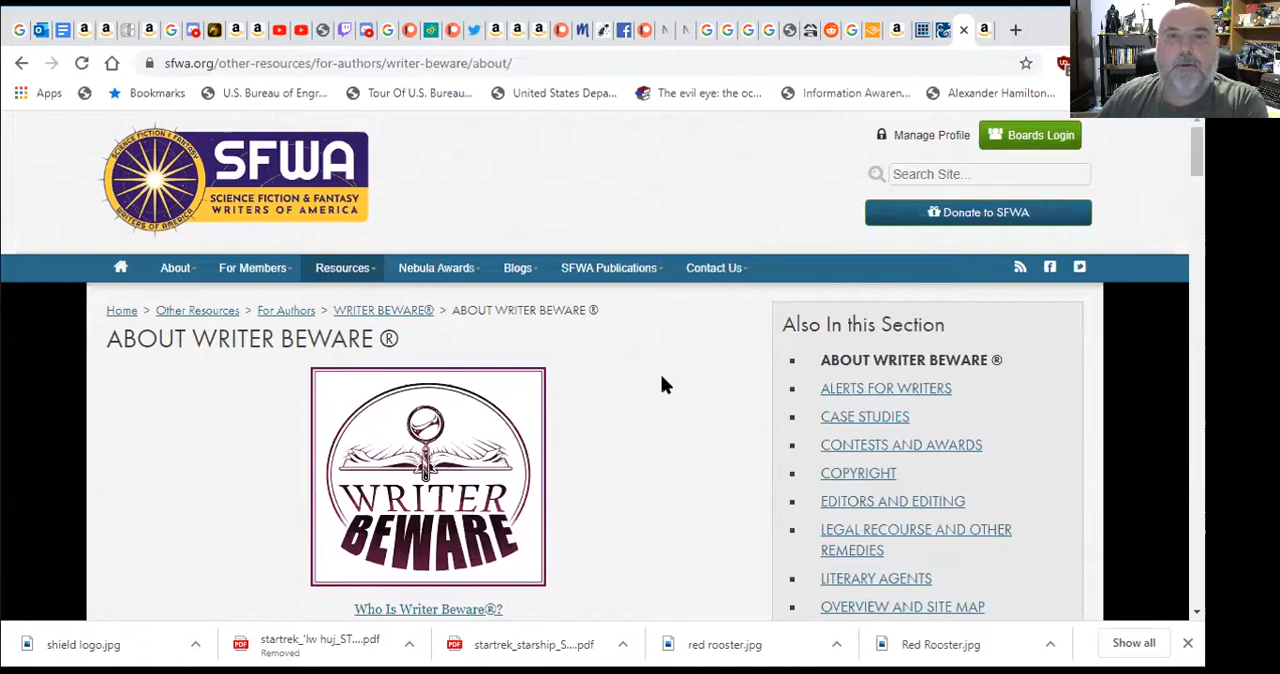 sfwa.org/other-resources/for-authors/writer-beware/about/
Apps
Bookmarks
U.S. Bureau of Engr...
Tour Of U.S. Bureau...
United States Depa...
The evil eye: the oc...
Information Awaren...
Alexander Hamilton...
SCIENCE FICTION & FANTASY
WRITERS OF AMERICA
SFWA
SCIENCE FICTION & FANTASY
WRITERS OF AMERICA
Manage Profile
Boards Login
Search Site...
Donate to SFWA
About
For Members
Resources
Nebula Awards
Blogs
SFWA Publications
Contact Us
Home > Other Resources > For Authors > WRITER BEWARE® > ABOUT WRITER BEWARE ®
ABOUT WRITER BEWARE ®
WRITER
BEWARE
Who Is Writer Beware®?
Also In this Section
ABOUT WRITER BEWARE ®
ALERTS FOR WRITERS
CASE STUDIES
CONTESTS AND AWARDS
COPYRIGHT
EDITORS AND EDITING
LEGAL RECOURSE AND OTHER
REMEDIES
LITERARY AGENTS
OVERVIEW AND SITE MAP
shield logo.jpg
startrek_'lw huj_ST....pdf
Removed
startrek_starship_S....pdf
red rooster.jpg
Red Rooster.jpg
Show all